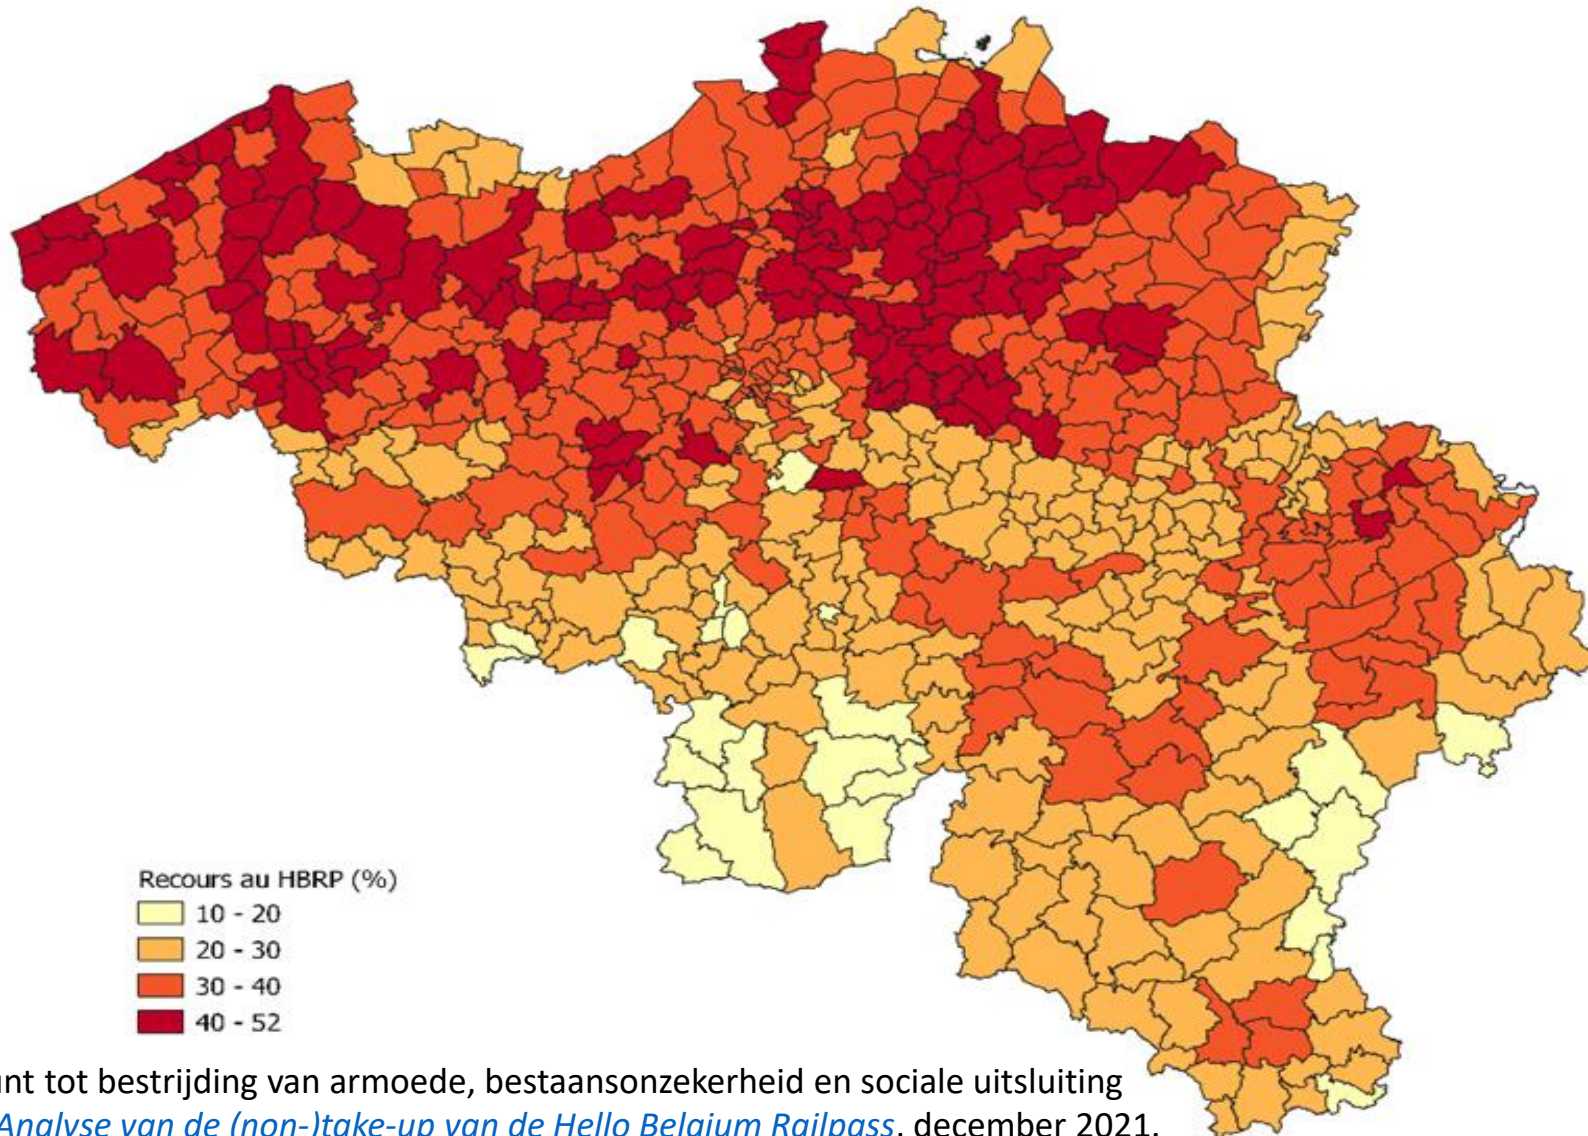 Recours au HBRP (%)
10 - 20
20 - 30
30 - 40
40 - 52
unt tot bestrijding van armoede, bestaansonzekerheid en sociale uitsluiting
Analyse van de (non-)take-up van de Hello Belgium Railpass, december 2021.